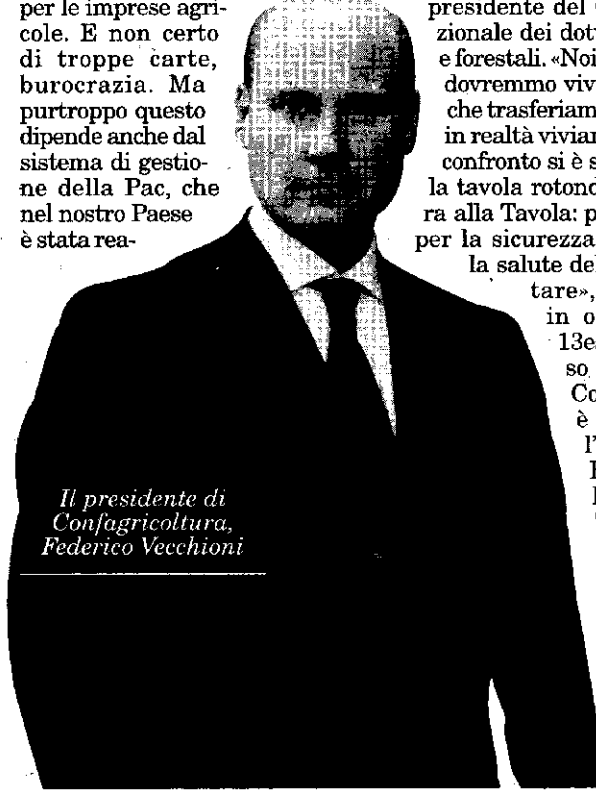 per le imprese agri-
cole. E non certo
di troppe carte,
burocrazia. Ma
purtroppo questo
dipende anche dal
sistema di gestio-
ne della Pac, che
nel nostro Paese
è stata rea-
Il presidente di
Confagricoltura,
Federico Vecchioni
presidente del
zionale dei dot
e forestali. «Noi
dovremmo viv
che trasferiam
in realtà vivian
confronto si è s
la tavola rotond
ra alla Tavola: p
per la sicurezza
la salute de
tare»,
in o
13e
so
Co
è
l'